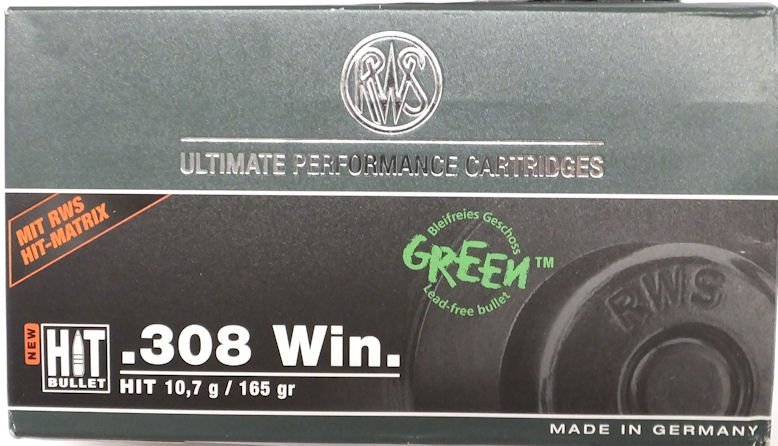 RWS
ULTIMATE PERFORMANCE CARTRIDGES
MIT RWS
HIT-MATRIX
Bleifreies Geschoss
GREEN™
Lead-free bullet
RWS
NEW
HIT
BULLET
.308 Win.
HIT 10,7 g / 165 gr
MADE IN GERMANY